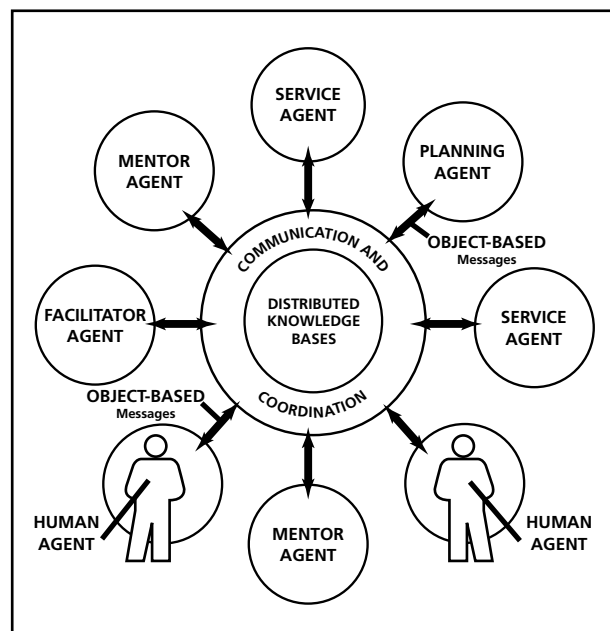 SERVICE
AGENT
MENTOR
AGENT
PLANNING
AGENT
COMMUNICATION AND
OBJECT-BASED
Messages
DISTRIBUTED
KNOWLEDGE
BASES
FACILITATOR
AGENT
SERVICE
AGENT
OBJECT-BASED
Messages
COORDINATION
HUMAN
AGENT
MENTOR
AGENT
HUMAN
AGENT